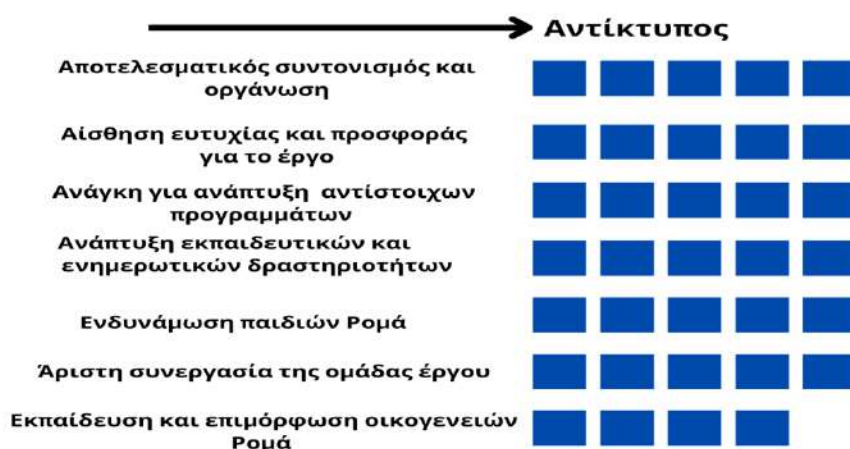 Αντίκτυπος
Αποτελεσματικός συντονισμός και
οργάνωση
Αίσθηση ευτυχίας και προσφοράς
για το έργο
Ανάγκη για ανάπτυξη αντίστοιχων
προγραμμάτων
Ανάπτυξη εκπαιδευτικών και
ενημερωτικών δραστηριοτήτων
Ενδυνάμωση παιδιών Ρομά
Άριστη συνεργασία της ομάδας έργου
Εκπαίδευση και επιμόρφωση οικογενειών
Ρομά